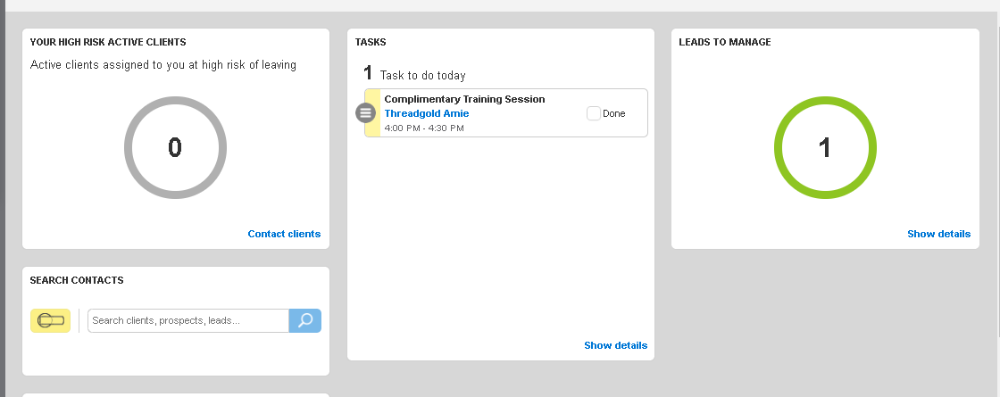 YOUR HIGH RISK ACTIVE CLIENTS
Active clients assigned to you at high risk of leaving
0
Contact clients
SEARCH CONTACTS
Search clients, prospects, leads...
TASKS
1 Task to do today
Complimentary Training Session
Threadgold Amie
Done
4:00 PM - 4:30 PM
Show details
LEADS TO MANAGE
1
Show details